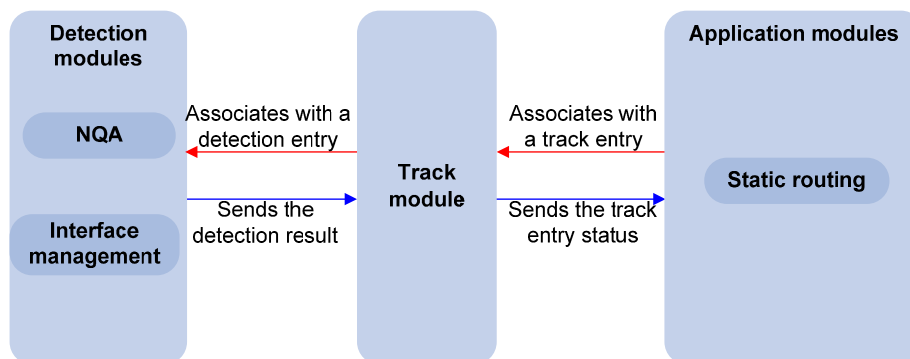 Detection
modules
NQA
Interface
management
Associates with a
detection entry
Sends the
detection result
Track
module
Associates with
a track entry
Sends the track
entry status
Application modules
Static routing